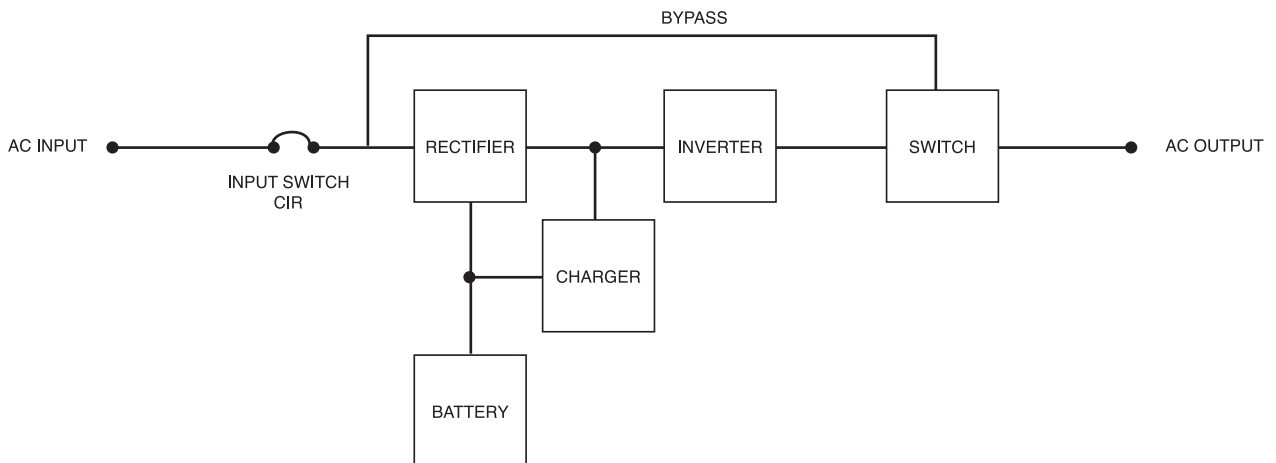 BYPASS
AC INPUT
RECTIFIER
INVERTER
SWITCH
AC OUTPUT
INPUT SWITCH
CIR
CHARGER
BATTERY